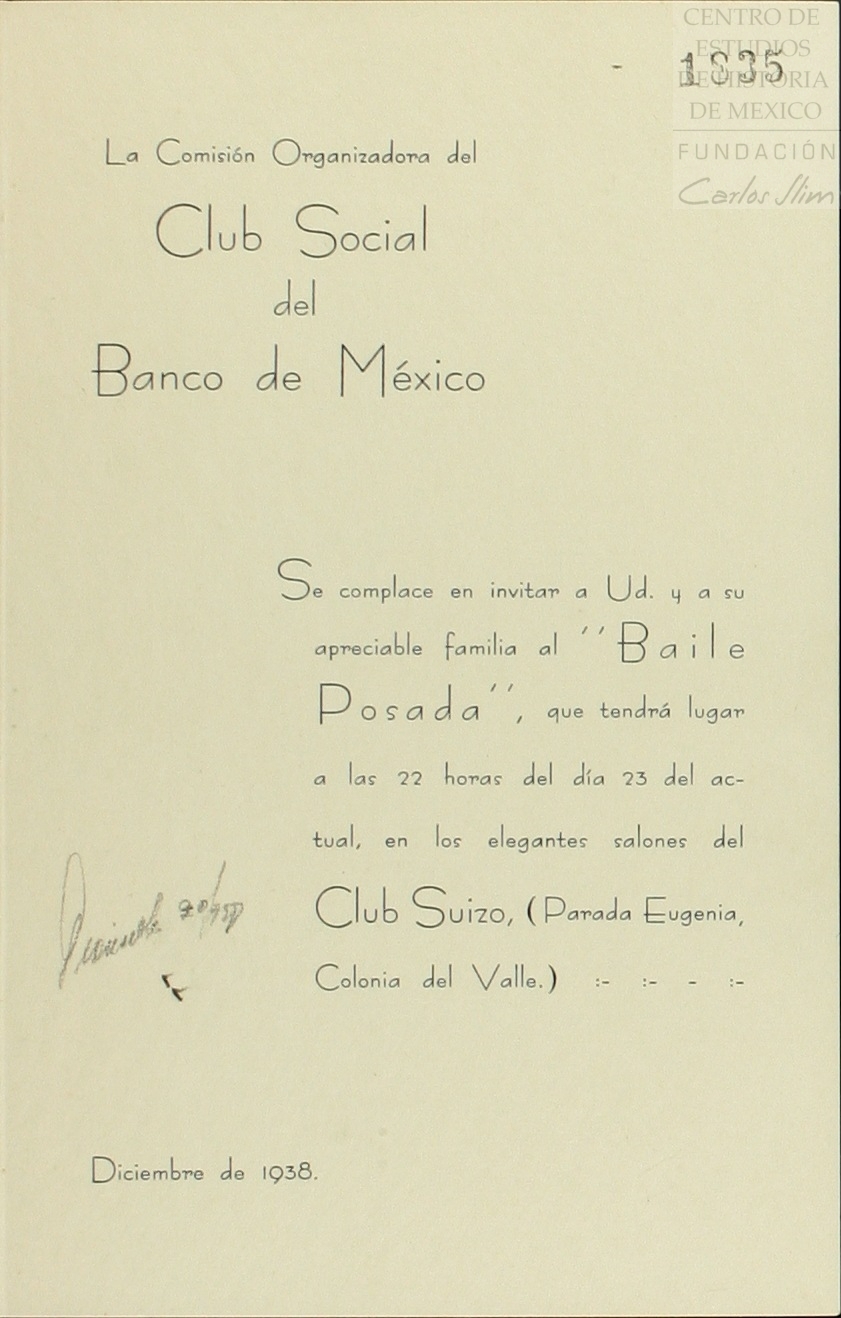 CENTRO DE
ESTUDIOS
DE HISTORIA
DE MEXICO
FUNDACIÓN
Carlos Slim
- 1835
La Comisión Organizadora del
Club Social
del
Banco de México
Se complace en invitar a Ud. y a su
apreciable familia al "Baile
Posada", que tendrá lugar
a las 22 horas del día 23 del ac-
tual, en los elegantes salones del
Club Suizo, (Parada Eugenia,
Colonia del Valle.) :- :- - :-
Diciembre de 1938.